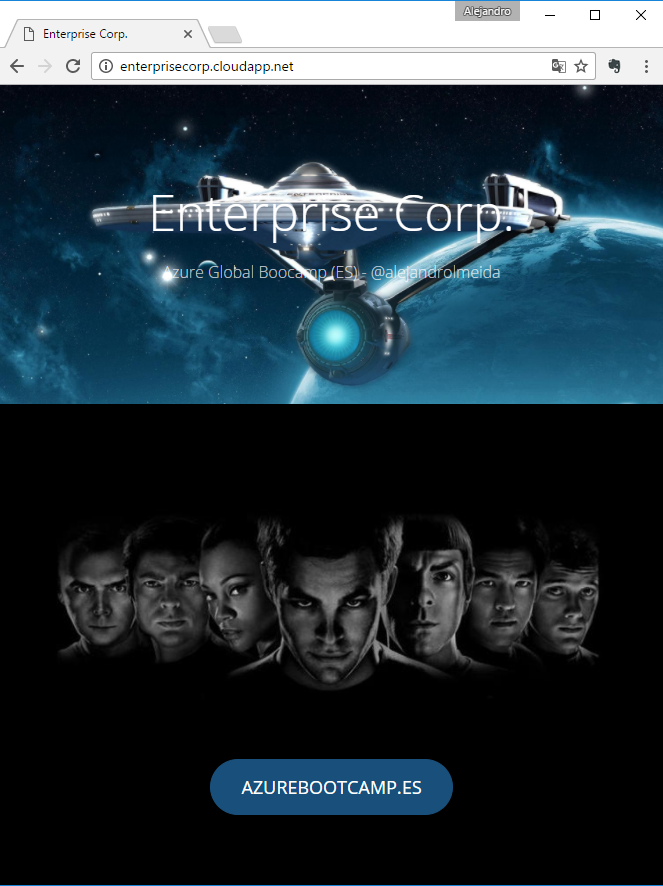 Alejandro
Enterprise Corp.
enterprisecorp.cloudapp.net
Enterprise Corp.
Azure Global Boocamp (ES) - @alejandrolmeida
AZUREBOOTCAMP.ES